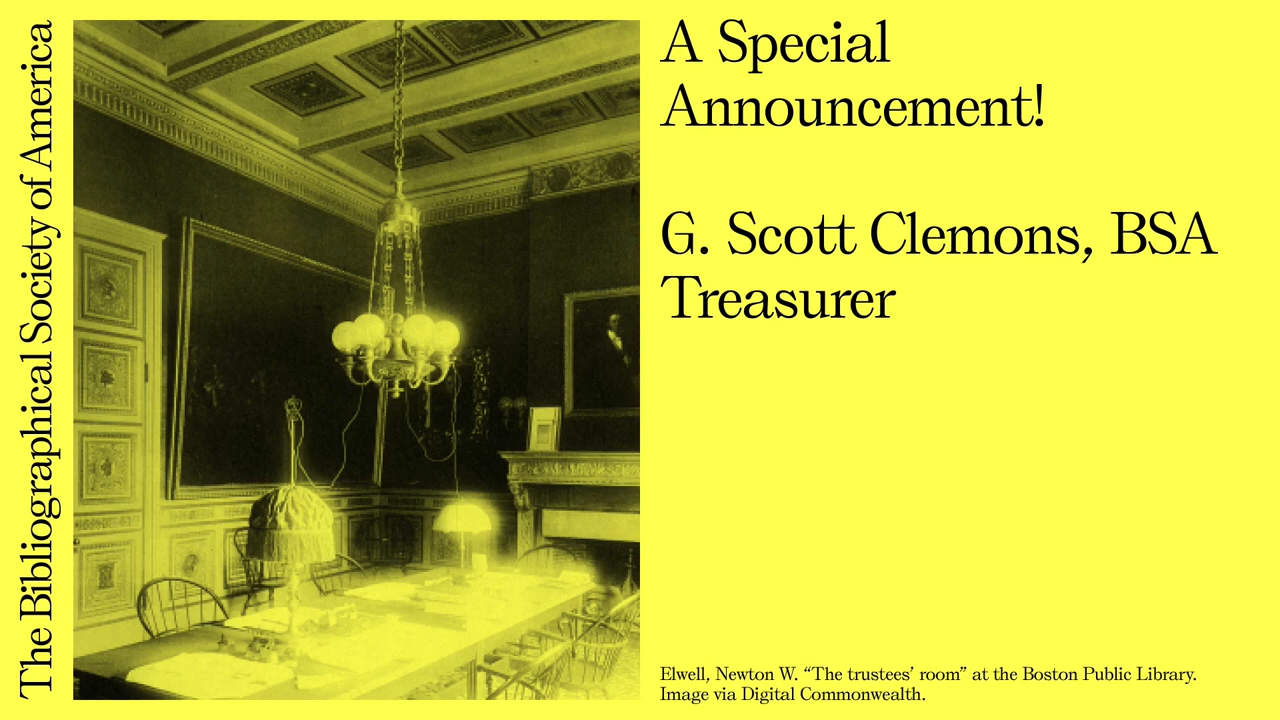 The Bibliographical Society of America
A Special
Announcement!
G. Scott Clemons, BSA
Treasurer
Elwell, Newton W. “The trustees’ room” at the Boston Public Library.
Image via Digital Commonwealth.